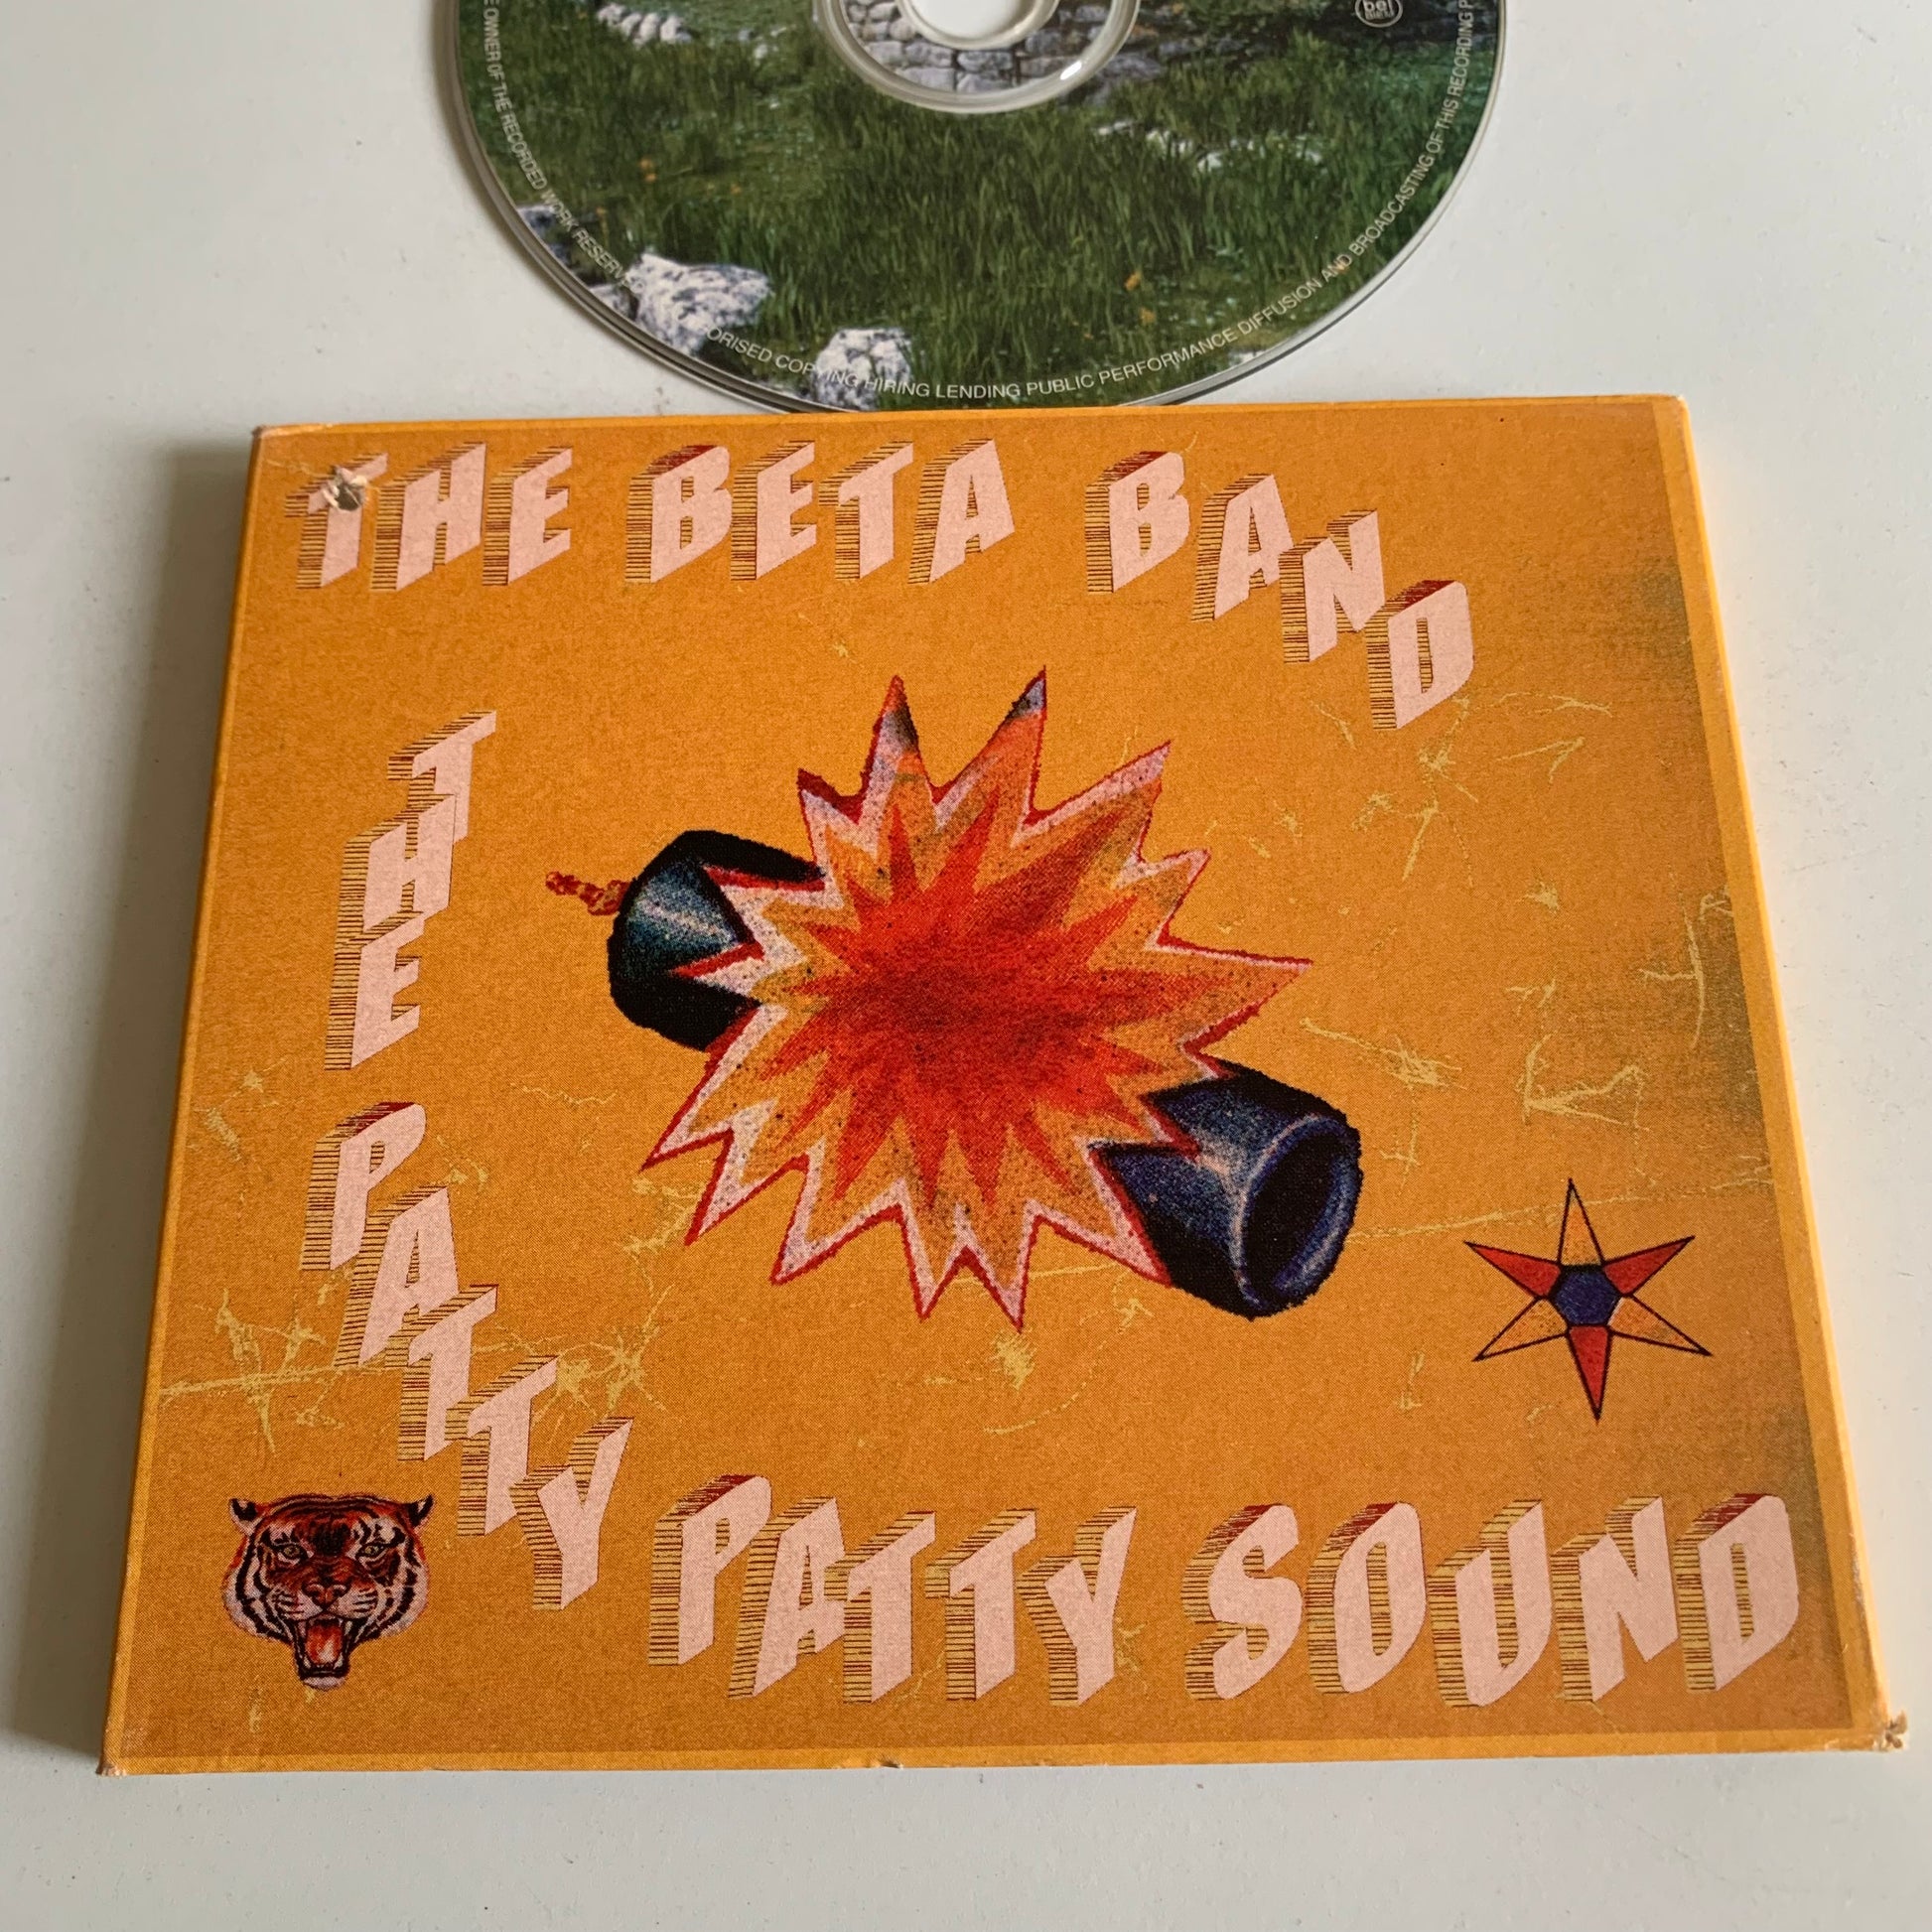 OWNER OF THE RECORDED WORK RESERVED
ORISED COPYING HIRING LENDING PUBLIC PERFORMANCE DIFFUSION AND BROADCASTING OF THIS RECORDING
THE BETA BAND
THE
PATTY
PATTY SOUND